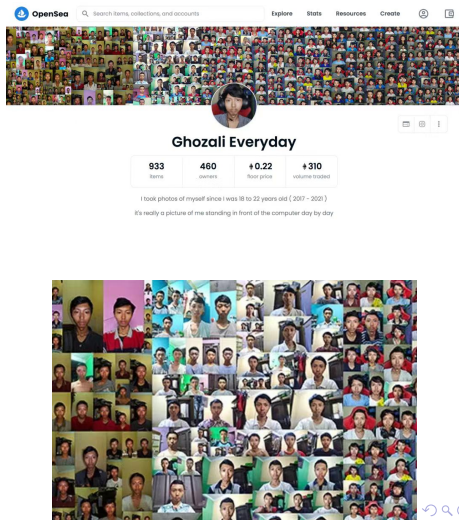 OpenSea
Search items, collections, and accounts
Explore Stats Resources Create
Ghozali Everyday
933 460 0.22 310
items owners floor price volume traded
I took photos of myself since I was 18 to 22 years old ( 2017 - 2021 )
it's really a picture of me standing in front of the computer day by day